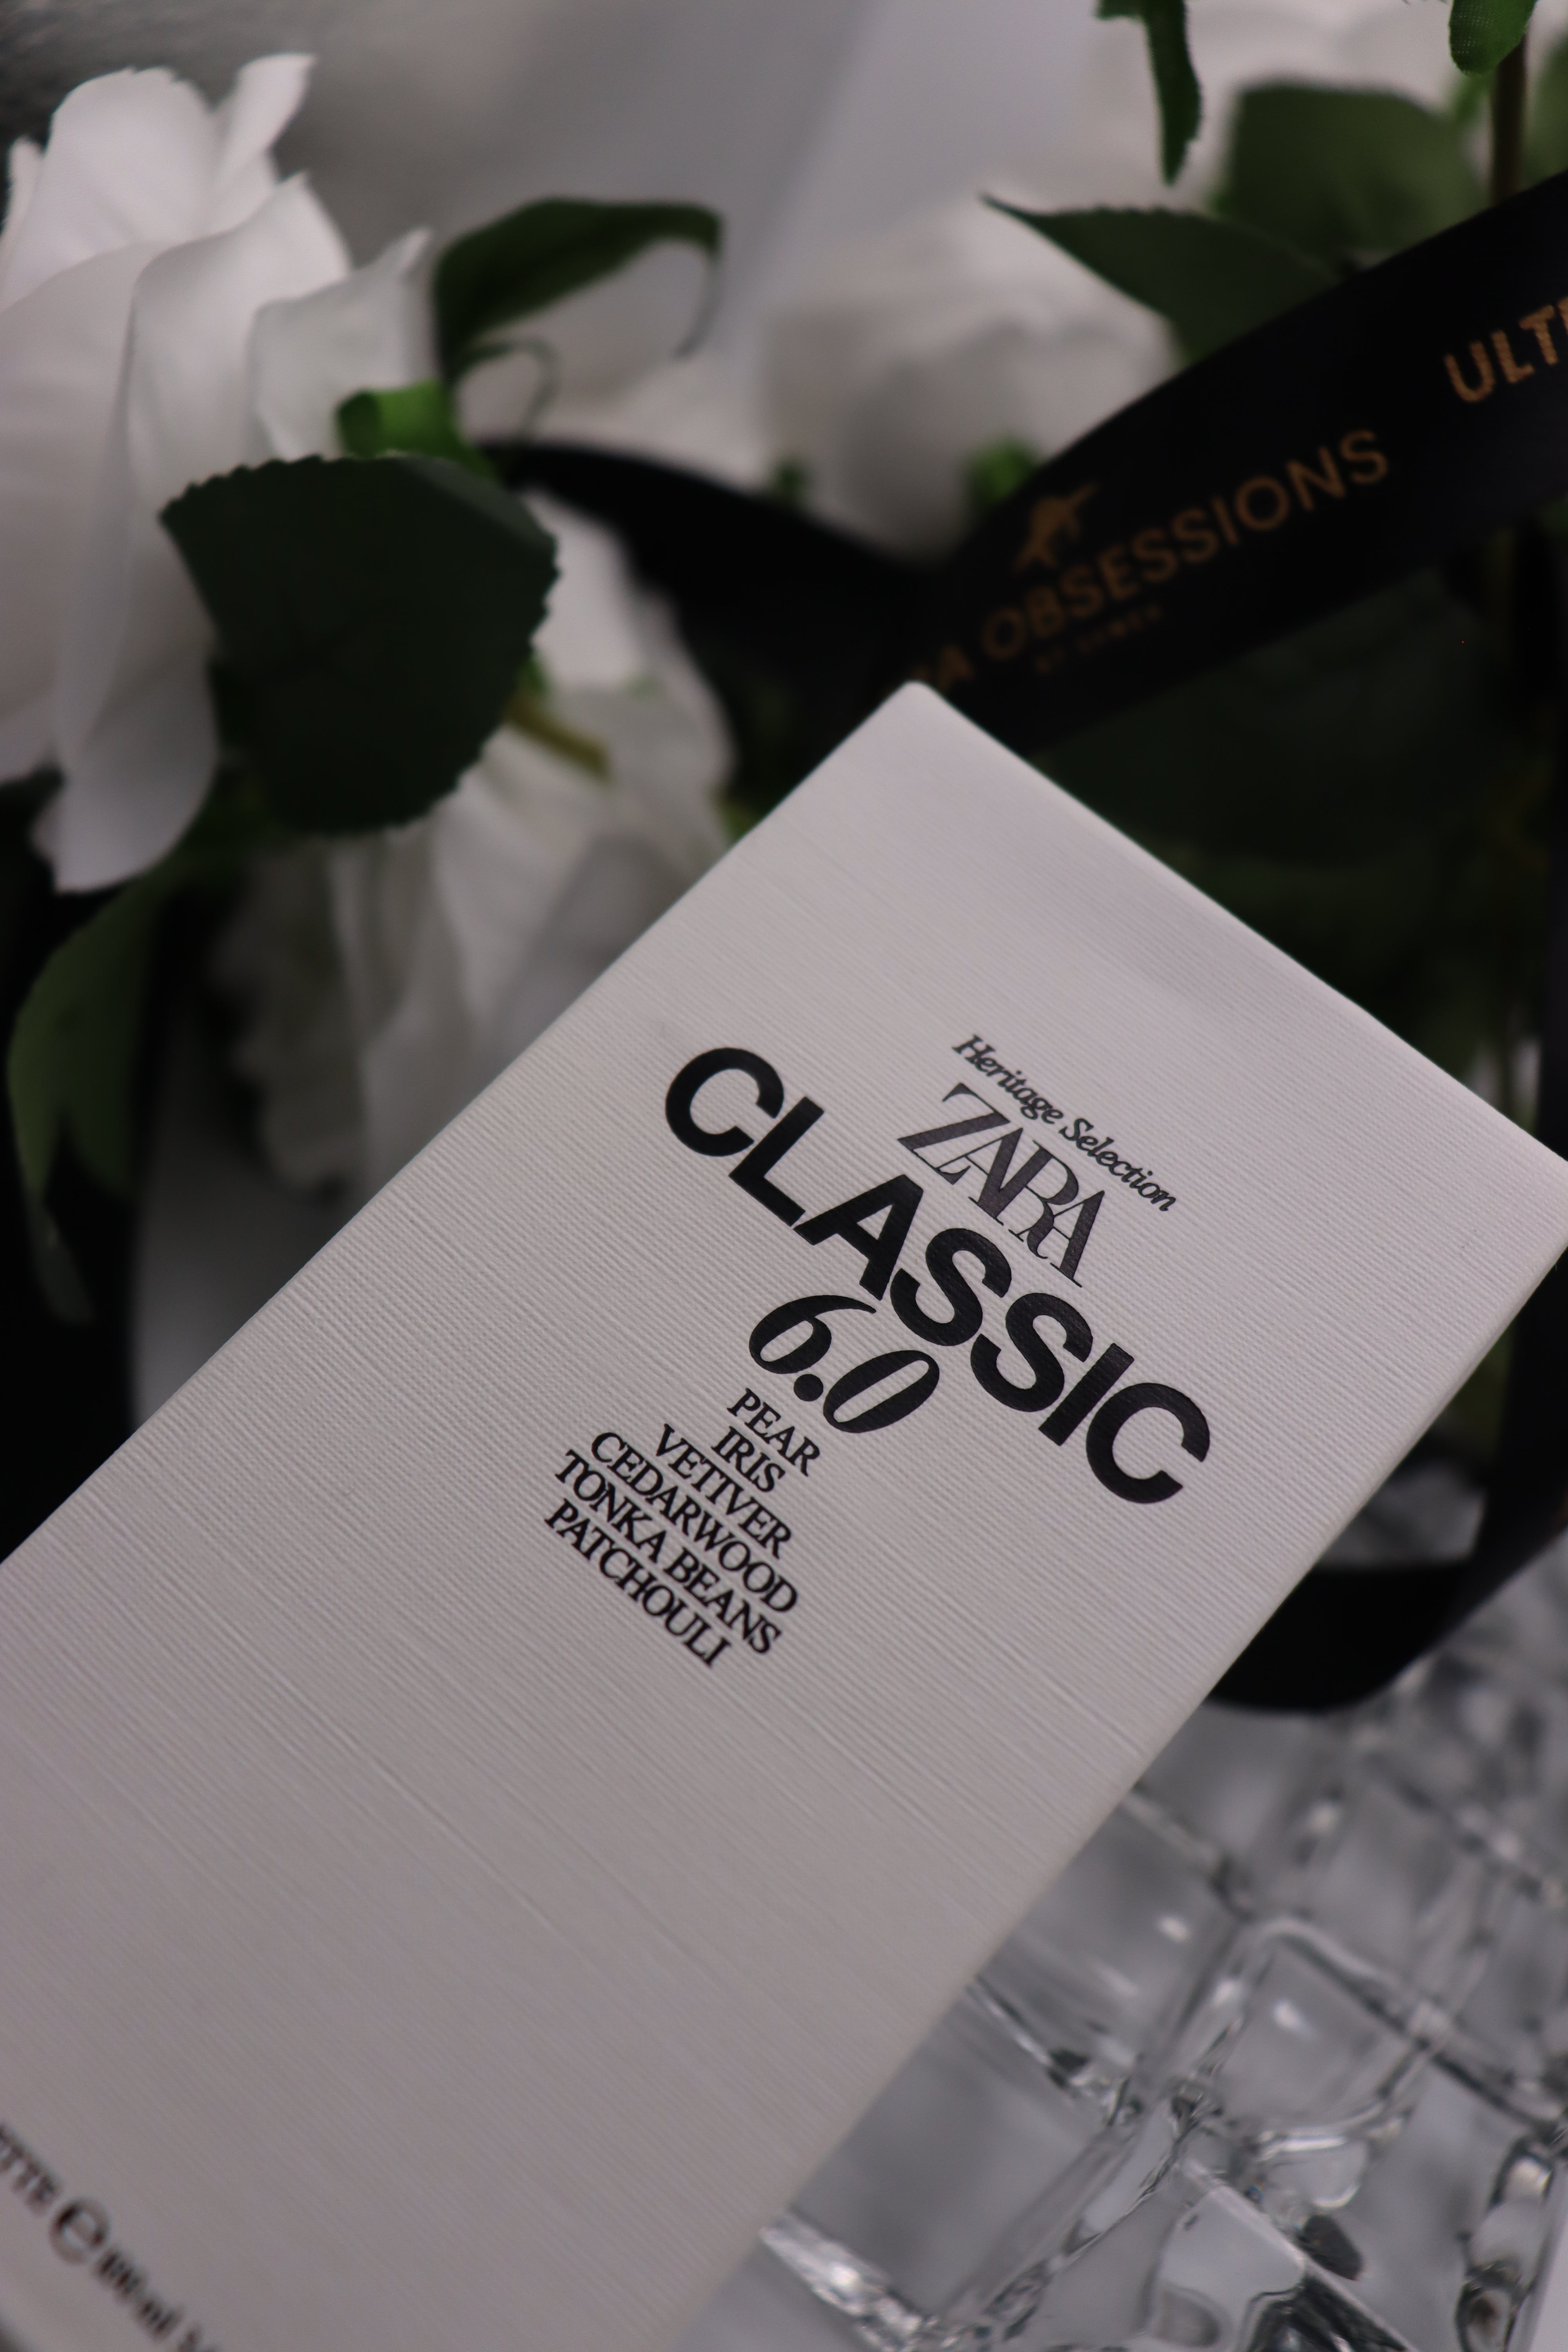 ULT
OBSESSIONS
Heritage Selection
ZARA
CLASSIC
6.0
PEAR
IRIS
VETIVER
CEDARWOOD
TONKA BEANS
PATCHOULI